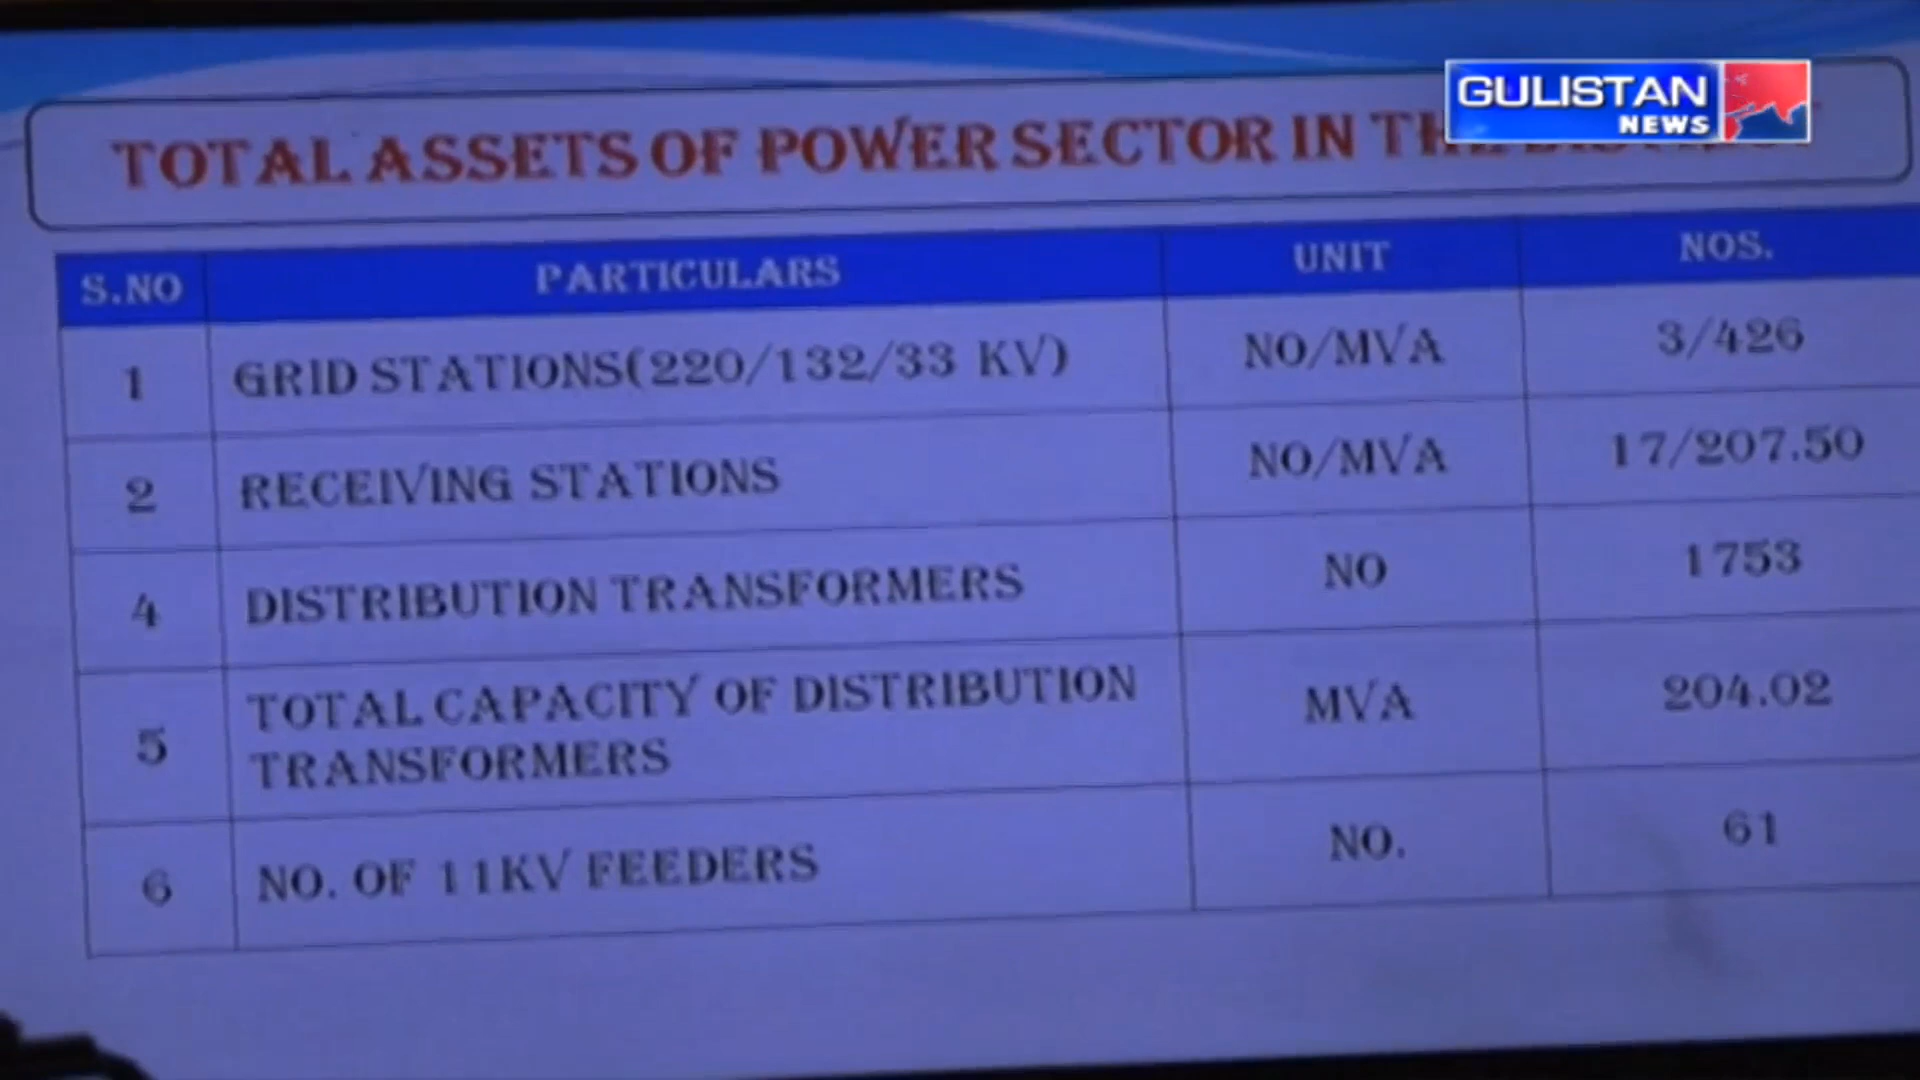 GULISTAN
NEWS
TOTAL ASSETS OF POWER SECTOR IN THE
S.NO PARTICULARS UNIT NOS.
1 GRID STATIONS(220/132/33 KV) NO/MVA 3/426
2 RECEIVING STATIONS NO/MVA 17/207.50
4 DISTRIBUTION TRANSFORMERS NO 1753
5 TOTAL CAPACITY OF DISTRIBUTION TRANSFORMERS MVA 204.02
6 NO. OF 11KV FEEDERS NO. 61